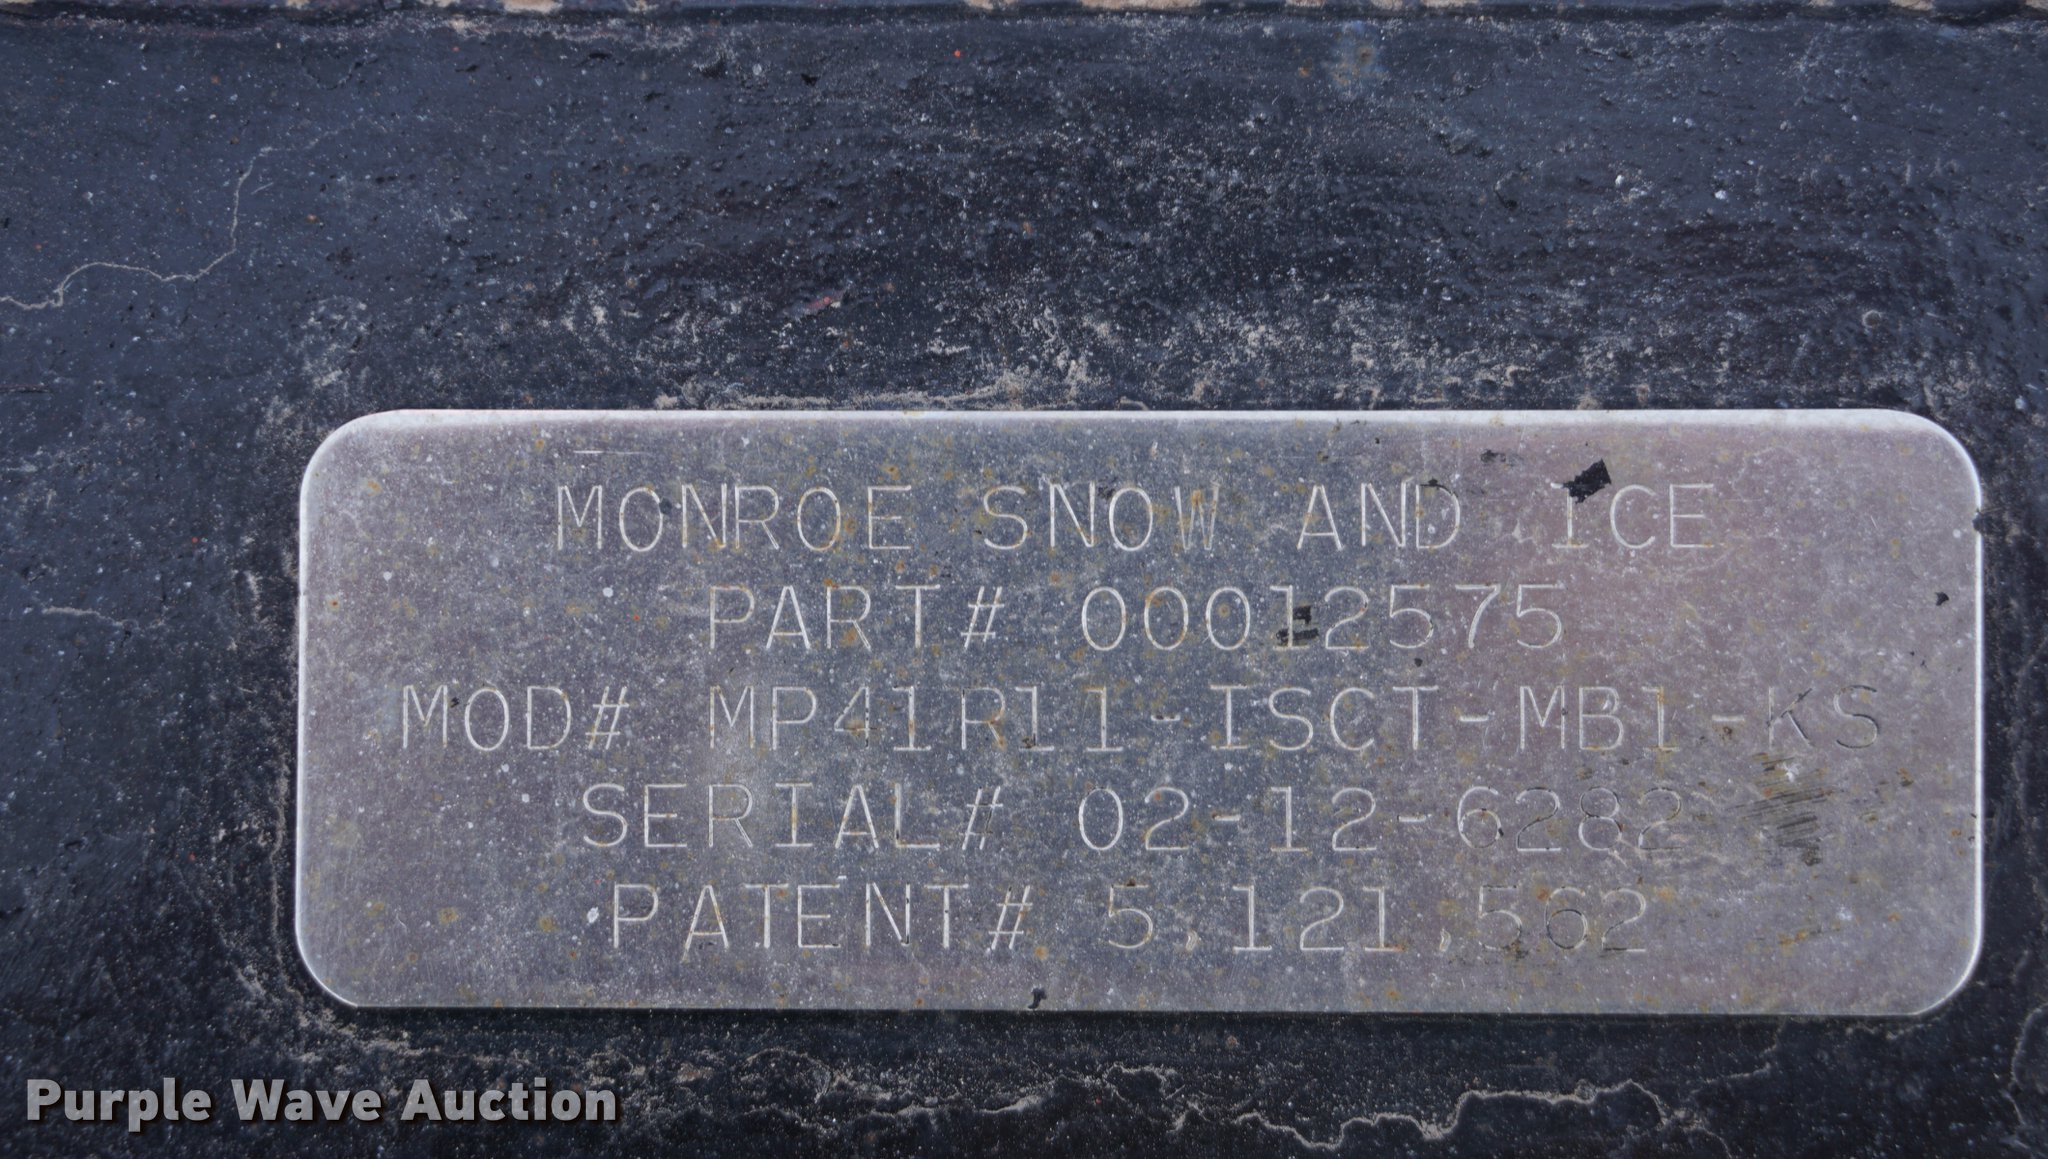 MONROE SNOW AND ICE
PART# 00012575
MOD# MP41R11-ISCT-MB1-KS
SERIAL# 02-12-6282
PATENT# 5,121,562
Purple Wave Auction